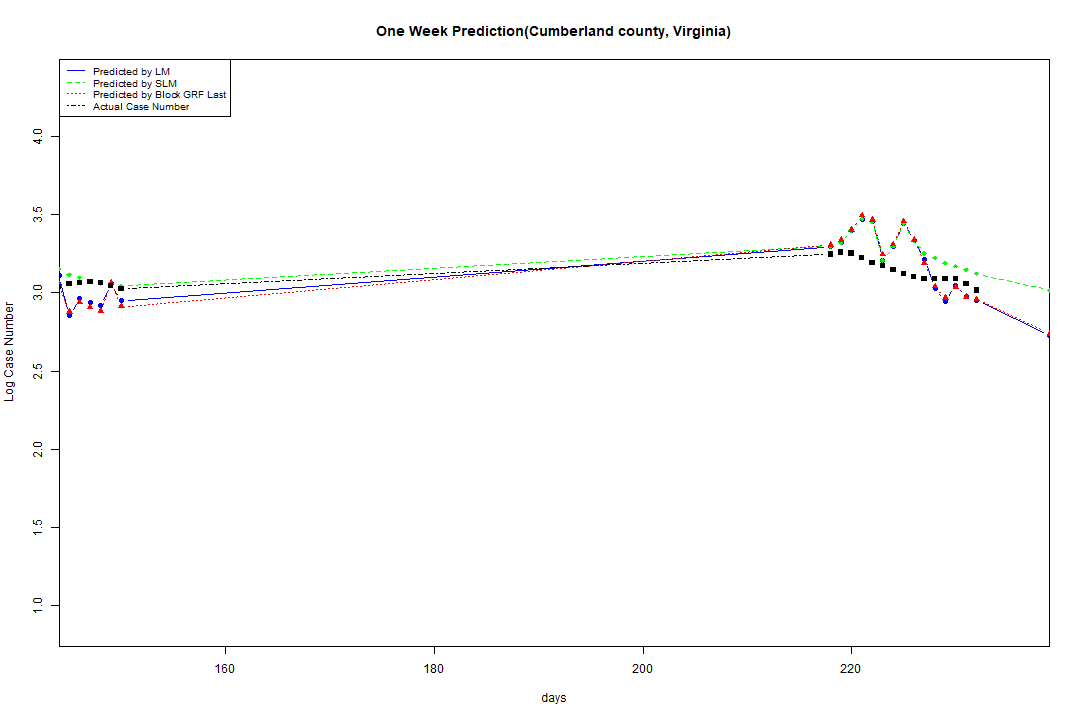 One Week Prediction(Cumberland county, Virginia)
Predicted by LM
Predicted by SLM
Predicted by Block GRF Last
Actual Case Number
4.0
3.5
3.0
2.5
2.0
1.5
1.0
Log Case Number
160 180 200 220
days